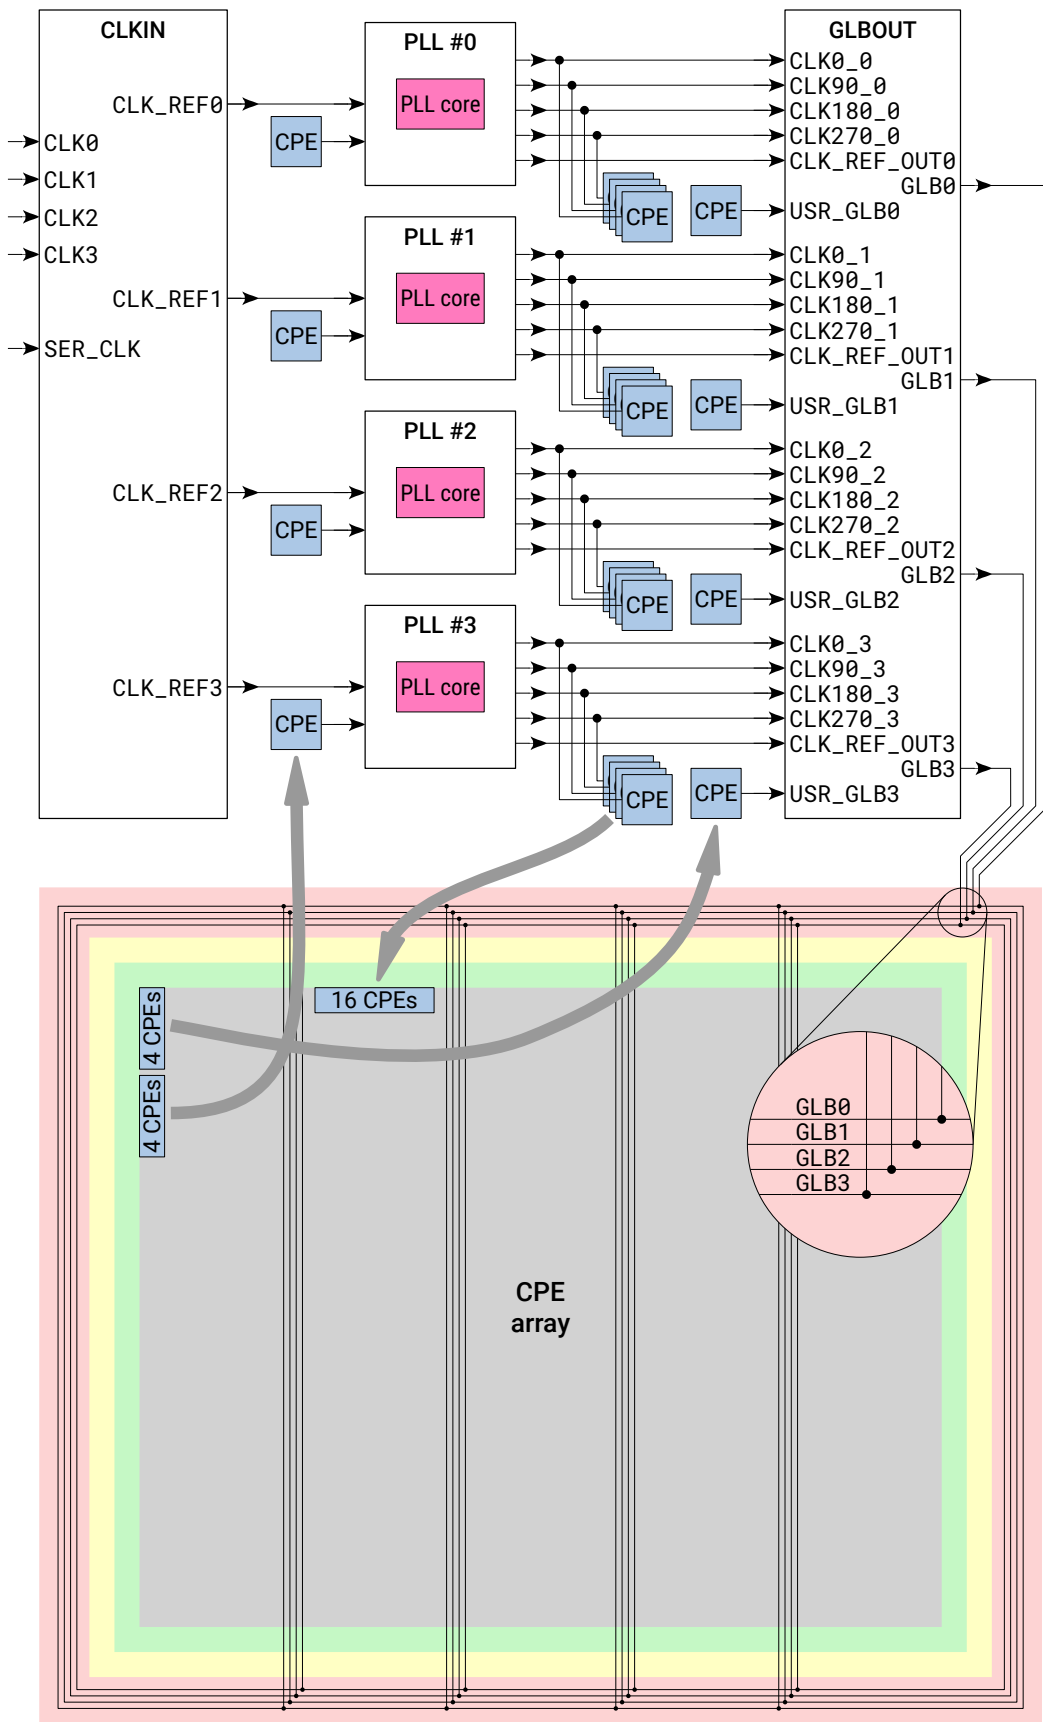 CLKIN
CLK_REF0
CLK0
CLK1
CLK2
CLK3
CLK_REF1
SER_CLK
CLK_REF2
CLK_REF3
PLL #0
PLL core
CPE
PLL #1
PLL core
CPE
PLL #2
PLL core
CPE
PLL #3
PLL core
CPE
CPE
CPE
CPE
CPE
CPE
CPE
CPE
CPE
GLBOUT
CLK0_0
CLK90_0
CLK180_0
CLK270_0
CLK_REF_OUT0
GLB0
USR_GLB0
CLK0_1
CLK90_1
CLK180_1
CLK270_1
CLK_REF_OUT1
GLB1
USR_GLB1
CLK0_2
CLK90_2
CLK180_2
CLK270_2
CLK_REF_OUT2
GLB2
USR_GLB2
CLK0_3
CLK90_3
CLK180_3
CLK270_3
CLK_REF_OUT3
GLB3
USR_GLB3
4 CPEs
4 CPEs
16 CPEs
GLB0
GLB1
GLB2
GLB3
CPE
array